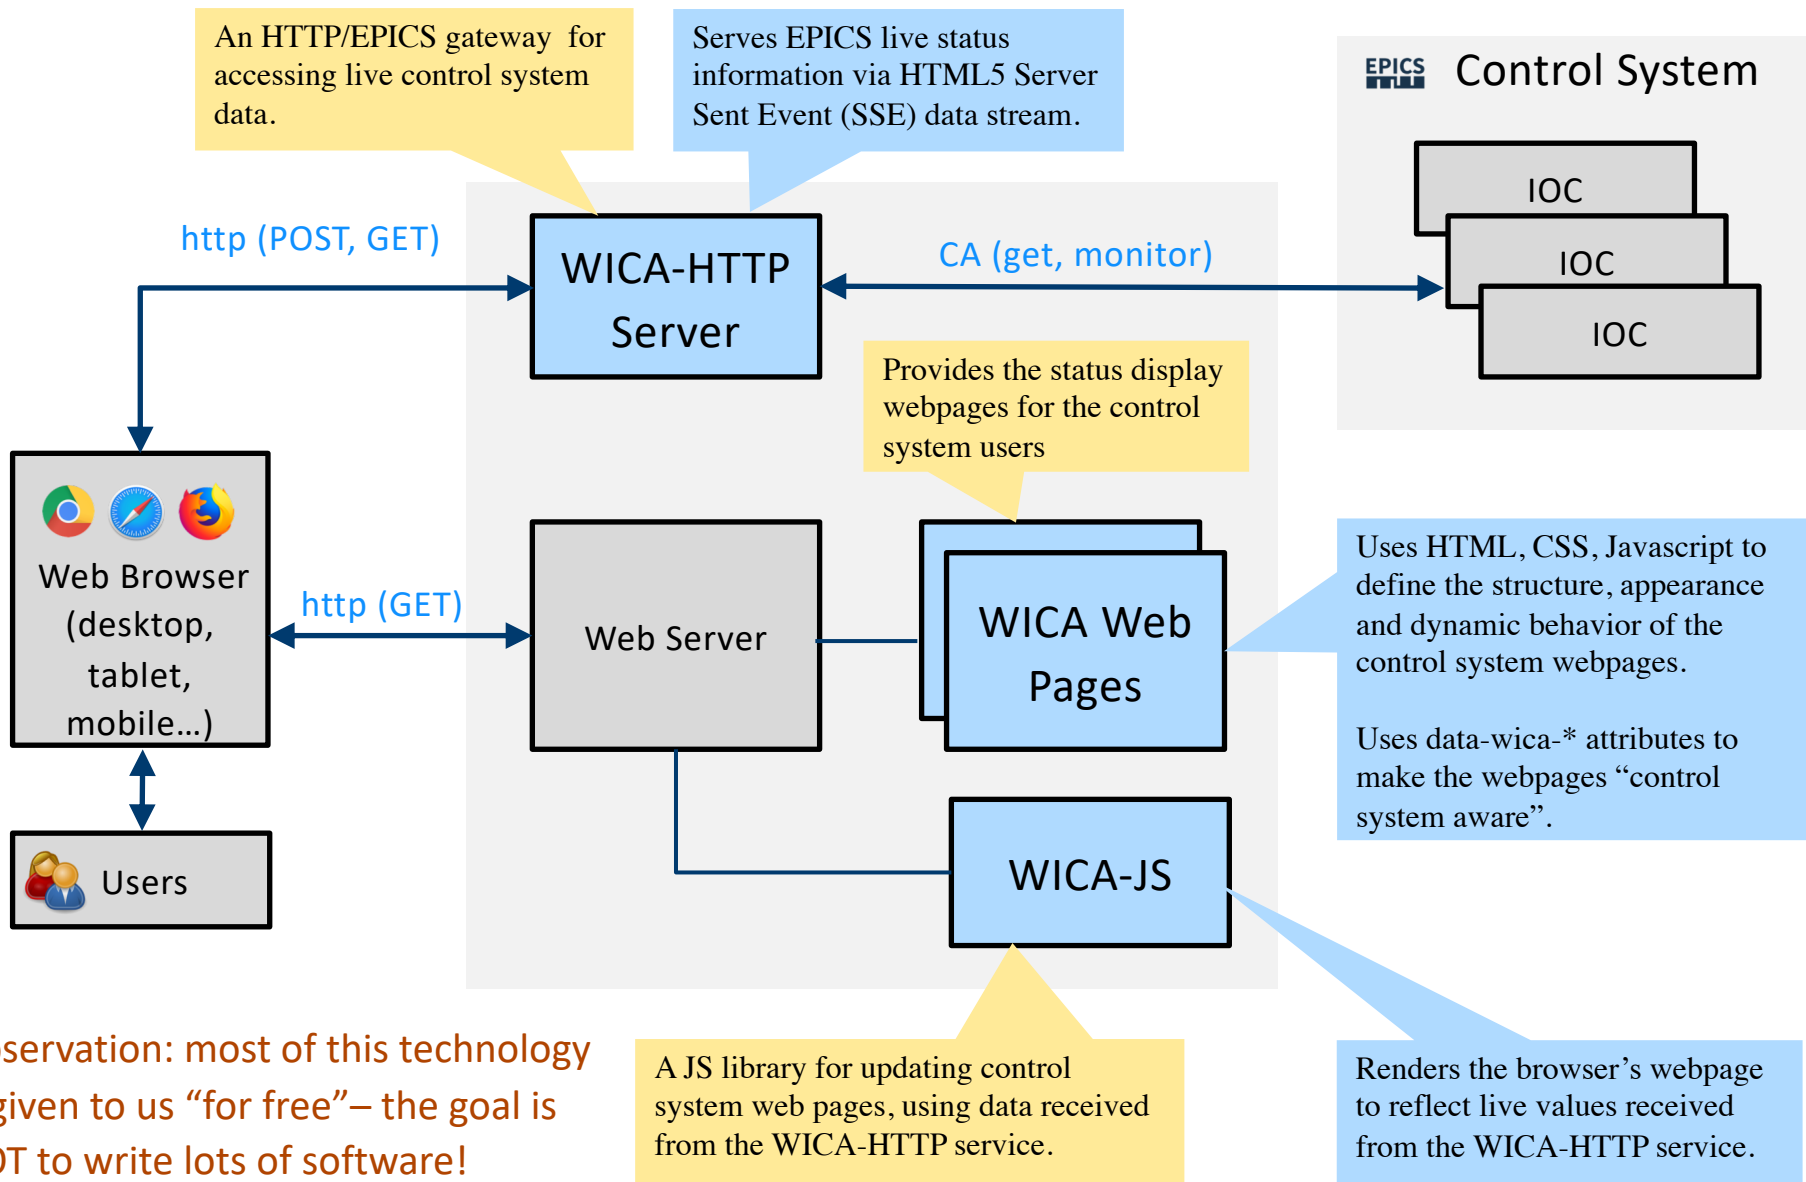 An HTTP/EPICS gateway for
accessing live control system
data.
Serves EPICS live status
information via HTML5 Server
Sent Event (SSE) data stream.
EPICS
Control System
IOC
IOC
IOC
http (POST, GET)
WICA-HTTP
Server
CA (get, monitor)
Provides the status display
webpages for the control
system users
Web Browser
(desktop,
tablet,
mobile…)
http (GET)
Web Server
WICA Web
Pages
Uses HTML, CSS, Javascript to
define the structure, appearance
and dynamic behavior of the
control system webpages.
Uses data-wica-* attributes to
make the webpages “control
system aware”.
Users
WICA-JS
servation: most of this technology
given to us “for free”– the goal is
OT to write lots of software!
A JS library for updating control
system web pages, using data received
from the WICA-HTTP service.
Renders the browser’s webpage
to reflect live values received
from the WICA-HTTP service.